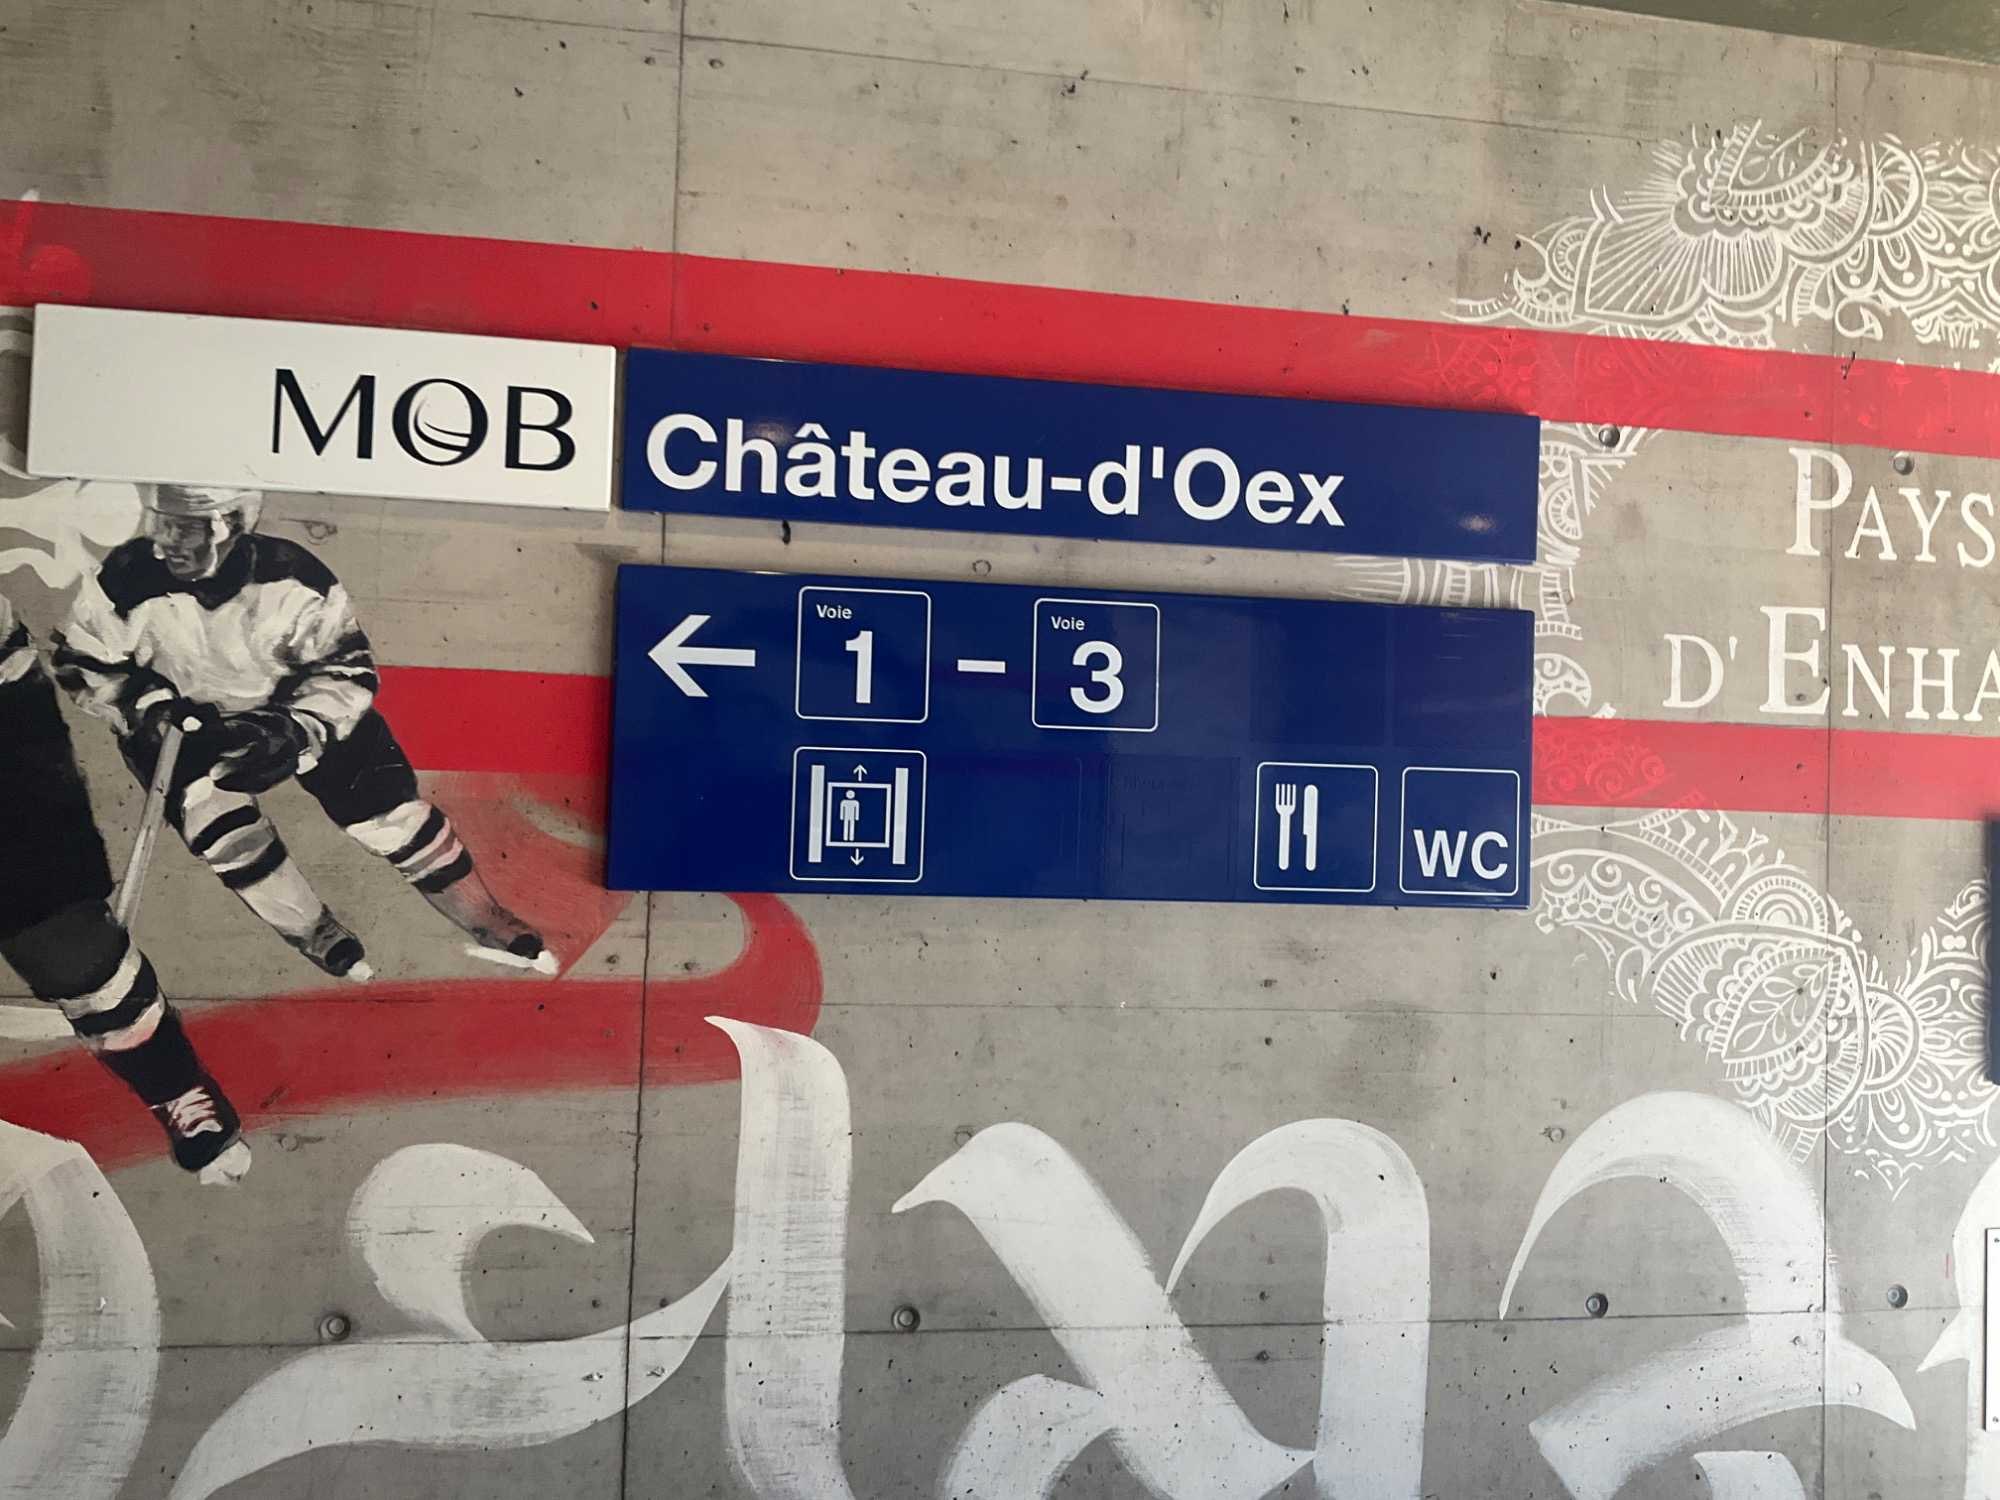 MOB
Château-d'Oex
Voie 1 – Voie 3
WC
PAYS
D'ENHA